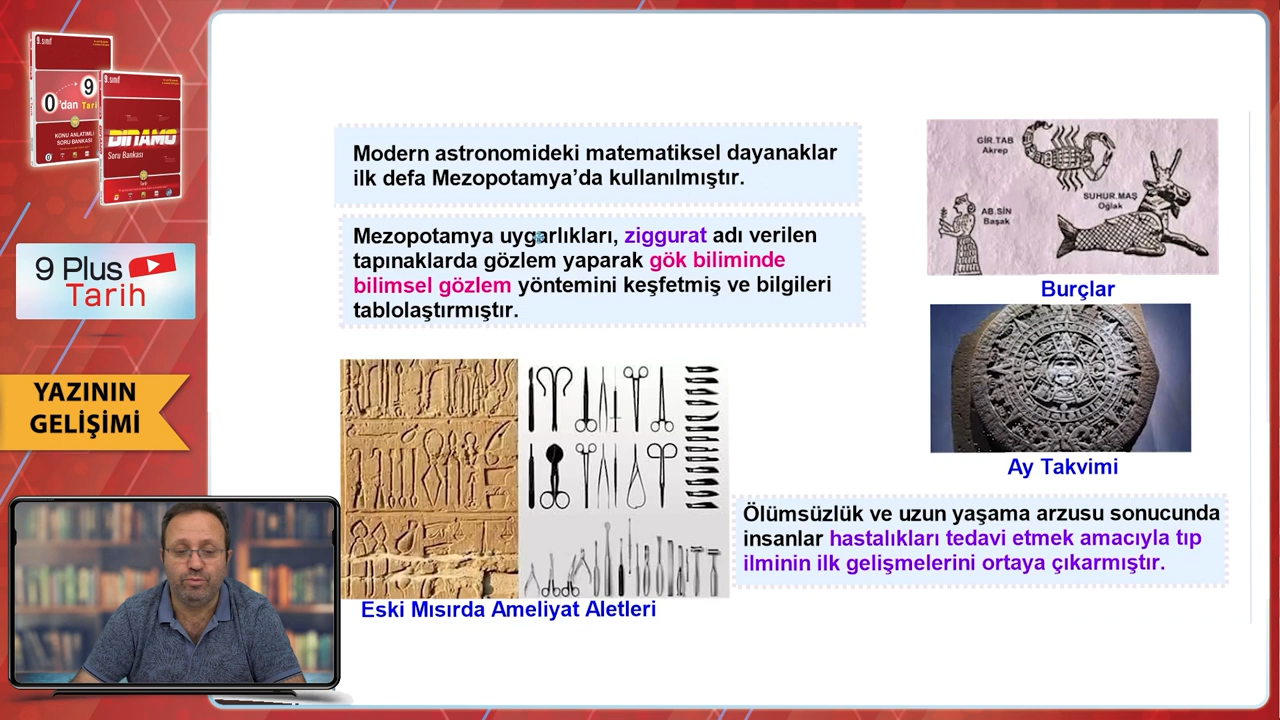 9.sınıf
0'dan 9
Tarih
KONU ANLATIMLI
SORU BANKASI
9.sınıf
DİNAMO
Soru Bankası
Tarih
9 Plus
Tarih
YAZININ
GELİŞİMİ
Modern astronomideki matematiksel dayanaklar
ilk defa Mezopotamya'da kullanılmıştır.
Mezopotamya uygarlıkları, ziggurat adı verilen
tapınaklarda gözlem yaparak gök biliminde
bilimsel gözlem yöntemini keşfetmiş ve bilgileri
tablolaştırmıştır.
Eski Mısırda Ameliyat Aletleri
GİR.TAB
Akrep
SUHUR.MAŞ
Oğlak
AB.SİN
Başak
Burçlar
Ay Takvimi
Ölümsüzlük ve uzun yaşama arzusu sonucunda
insanlar hastalıkları tedavi etmek amacıyla tıp
ilminin ilk gelişmelerini ortaya çıkarmıştır.